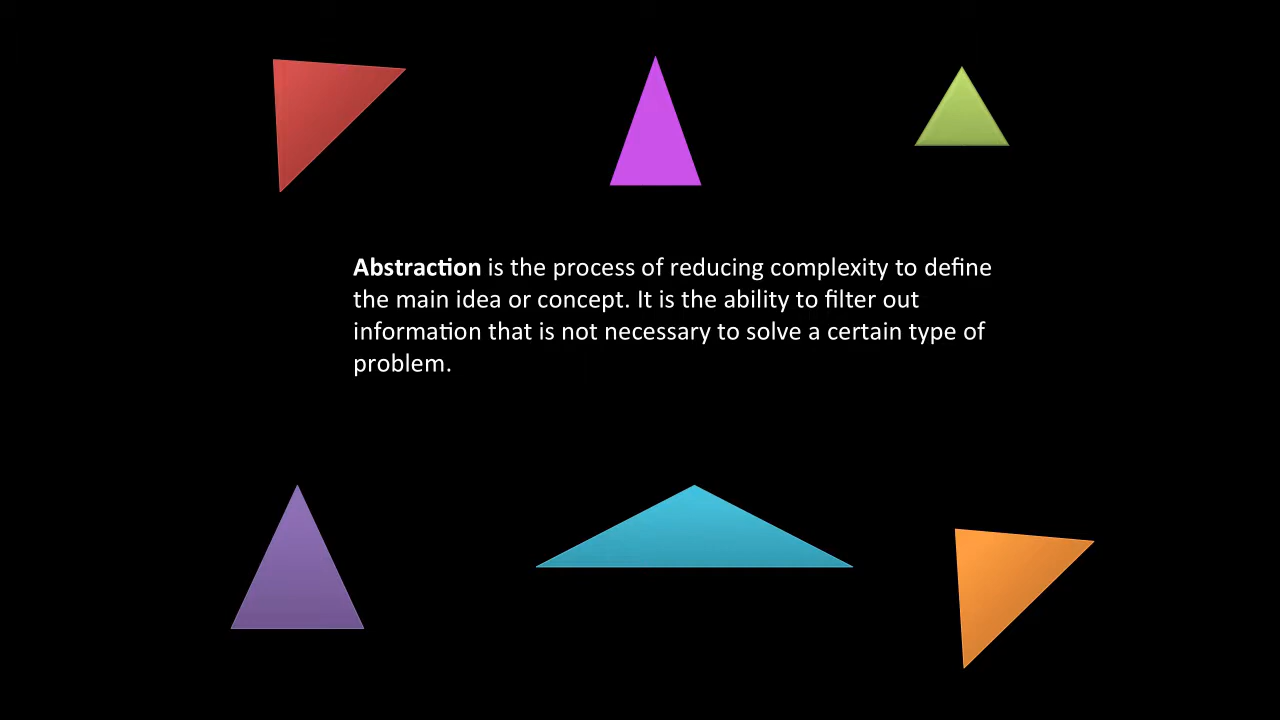 Abstraction is the process of reducing complexity to define
the main idea or concept. It is the ability to filter out
information that is not necessary to solve a certain type of
problem.